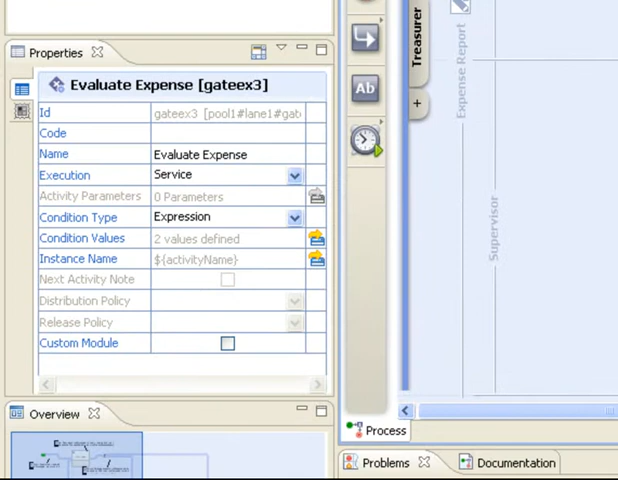 Properties
Evaluate Expense [gateex3]
Id gateex3 [pool1#lane1#gat
Code
Name Evaluate Expense
Execution Service
Activity Parameters 0 Parameters
Condition Type Expression
Condition Values 2 values defined
Instance Name ${activityName}
Next Activity Note
Distribution Policy
Release Policy
Custom Module
Overview
Ab
Treasurer
+
Expense Report
Supervisor
Process
Problems
Documentation